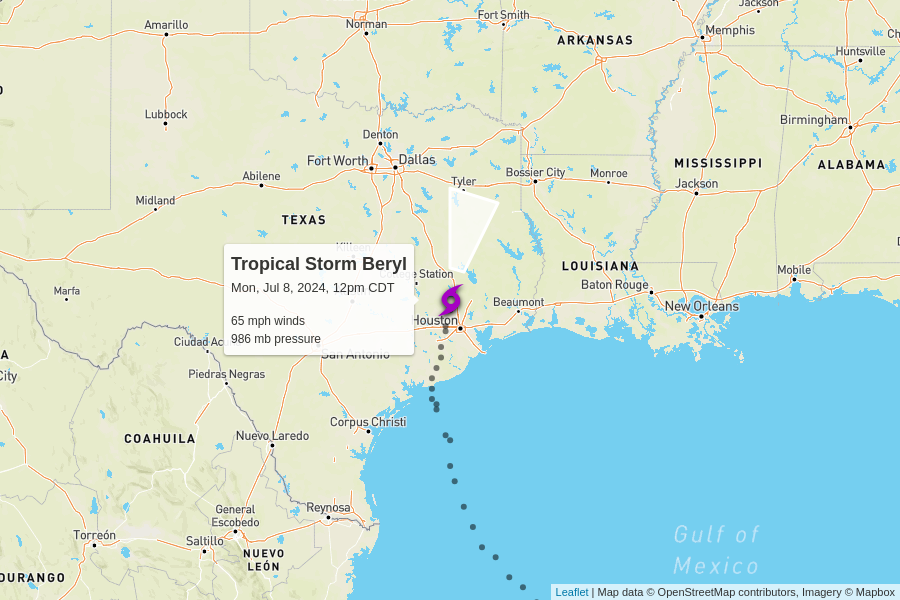 Jackson
Fort Smith
Amarillo
Norman
Memphis
ARKANSAS
Huntsville
Lubbock
Birmingham
Denton
Fort Worth
Dallas
MISSISSIPPI
ALABAMA
Abilene
Tyler
Bossier City
Monroe
Jackson
Midland
TEXAS
Tropical Storm Beryl
Mon, Jul 8, 2024, 12pm CDT
65 mph winds
986 mb pressure
Station
LOUISIANA
Mobile
Baton Rouge
Marfa
Beaumont
New Orleans
Houston
Ciudad Ac
San Antonio
City
Piedras Negras
Corpus Christi
COAHUILA
Nuevo Laredo
General
Escobedo
Reynosa
Torreón
Saltillo
NUEVO
LEÓN
Gulf of
Mexico
DURANGO
Leaflet | Map data © OpenStreetMap contributors, Imagery © Mapbox